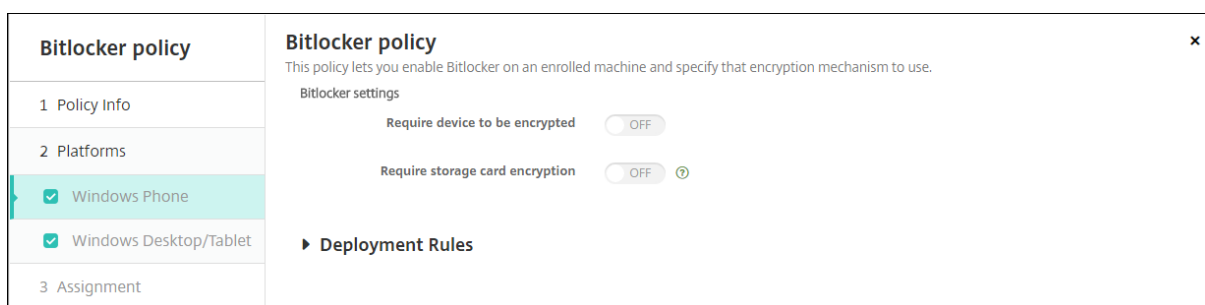 Bitlocker policy
1 Policy Info
2 Platforms
Windows Phone
Windows Desktop/Tablet
3 Assignment
Bitlocker policy
This policy lets you enable Bitlocker on an enrolled machine and specify that encryption mechanism to use.
Bitlocker settings
Require device to be encrypted OFF
Require storage card encryption OFF ?
Deployment Rules